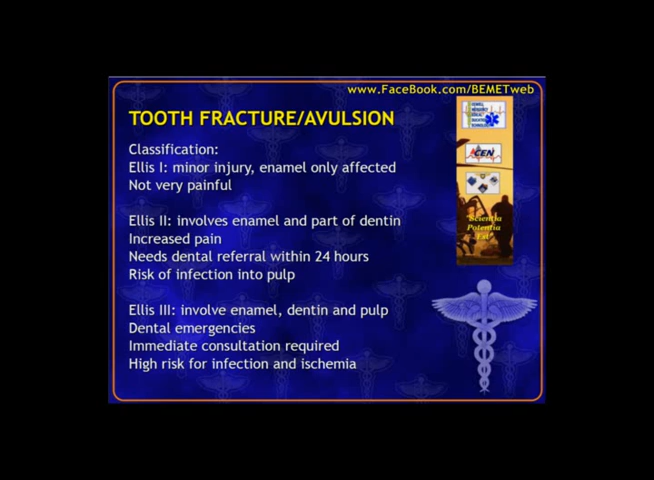 www.FaceBook.com/BEMETweb
TOOTH FRACTURE/AVULSION
Classification:
Ellis I: minor injury, enamel only affected
Not very painful
Ellis II: involves enamel and part of dentin
Increased pain
Needs dental referral within 24 hours
Risk of infection into pulp
Ellis III: involve enamel, dentin and pulp
Dental emergencies
Immediate consultation required
High risk for infection and ischemia
ACEN
"Scientia
Potentia
Est"